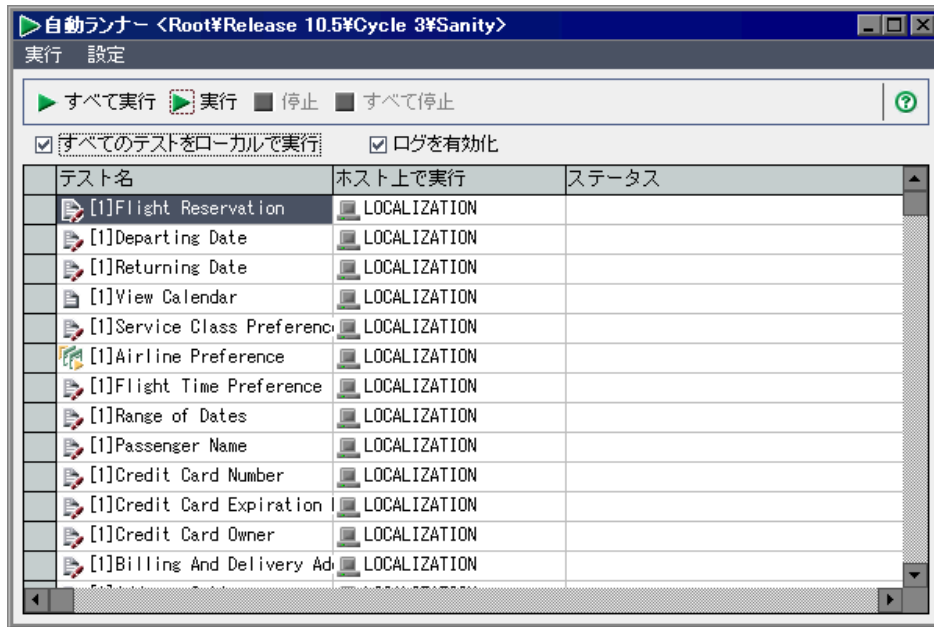 自動ランナー <Root¥Release 10.5¥Cycle 3¥Sanity>
実行 設定
すべて実行 実行 停止 すべて停止
すべてのテストをローカルで実行 ログを有効化
テスト名 ホスト上で実行 ステータス
[1]Flight Reservation LOCALIZATION
[1]Departing Date LOCALIZATION
[1]Returning Date LOCALIZATION
[1]View Calendar LOCALIZATION
[1]Service Class Preferenc LOCALIZATION
[1]Airline Preference LOCALIZATION
[1]Flight Time Preference LOCALIZATION
[1]Range of Dates LOCALIZATION
[1]Passenger Name LOCALIZATION
[1]Credit Card Number LOCALIZATION
[1]Credit Card Expiration LOCALIZATION
[1]Credit Card Owner LOCALIZATION
[1]Billing And Delivery Ad LOCALIZATION